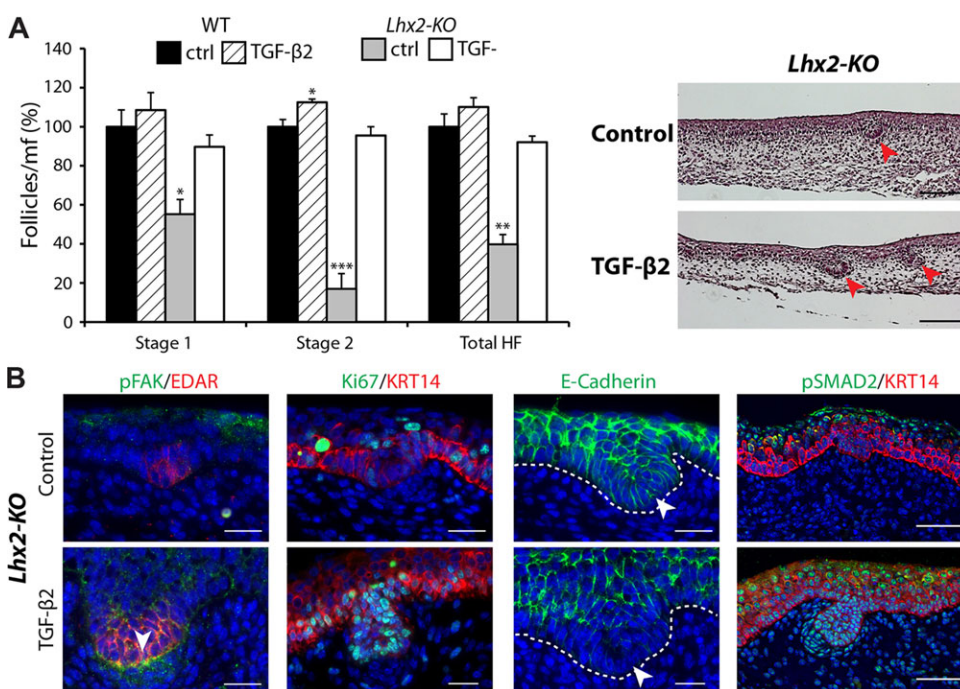 A
WT
Lhx2-KO
ctrl
TGF-β2
ctrl
TGF-
Follicles/mf (%)
140
120
100
80
60
40
20
0
*
*
***
**
Stage 1
Stage 2
Total HF
Lhx2-KO
Control
TGF-β2
B
pFAK/EDAR
Ki67/KRT14
E-Cadherin
pSMAD2/KRT14
Lhx2-KO
Control
TGF-β2